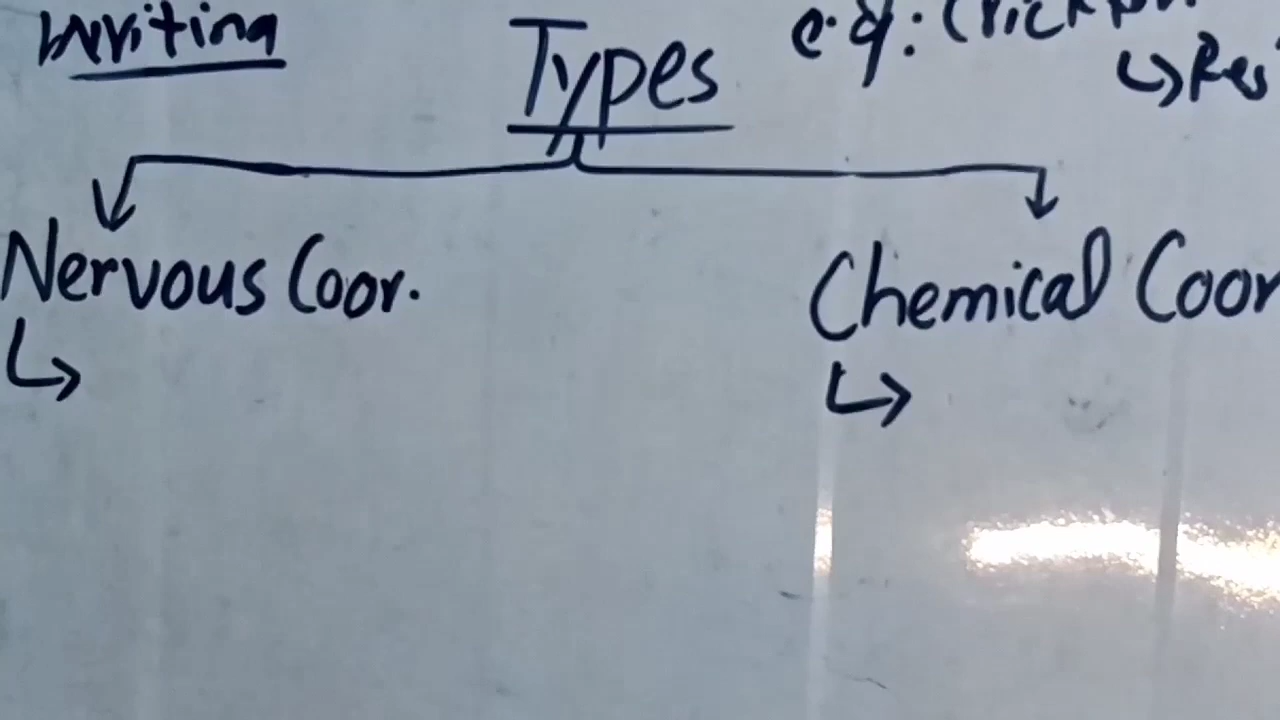 writing
Types
e.g:
Nervous Coor.
Chemical Coor